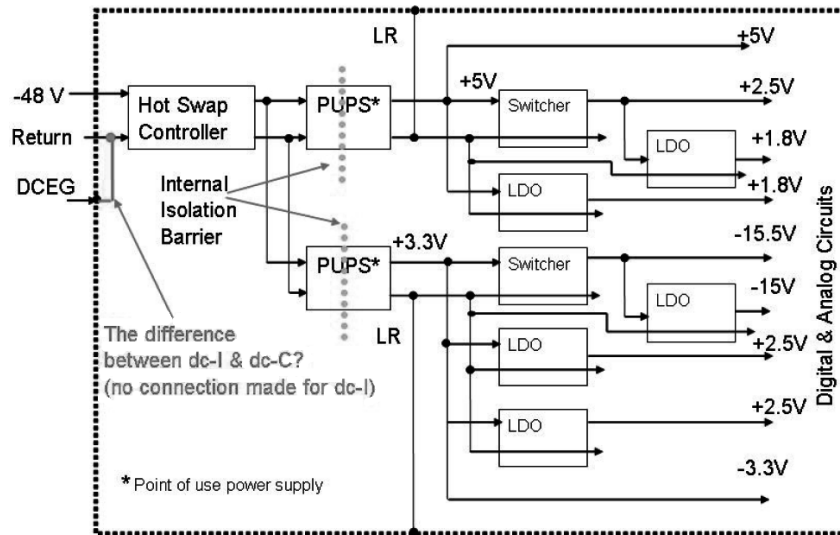 LR
+5V
-48 V
Hot Swap
Controller
PUPS*
+5V
Switcher
+2.5V
Return
LDO
+1.8V
DCEG
Internal
Isolation
Barrier
LDO
+1.8V
+3.3V
PUPS*
Switcher
-15.5V
LDO
-15V
The difference
between dc-I & dc-C?
(no connection made for dc-I)
LR
LDO
+2.5V
LDO
+2.5V
-3.3V
* Point of use power supply
Digital & Analog Circuits